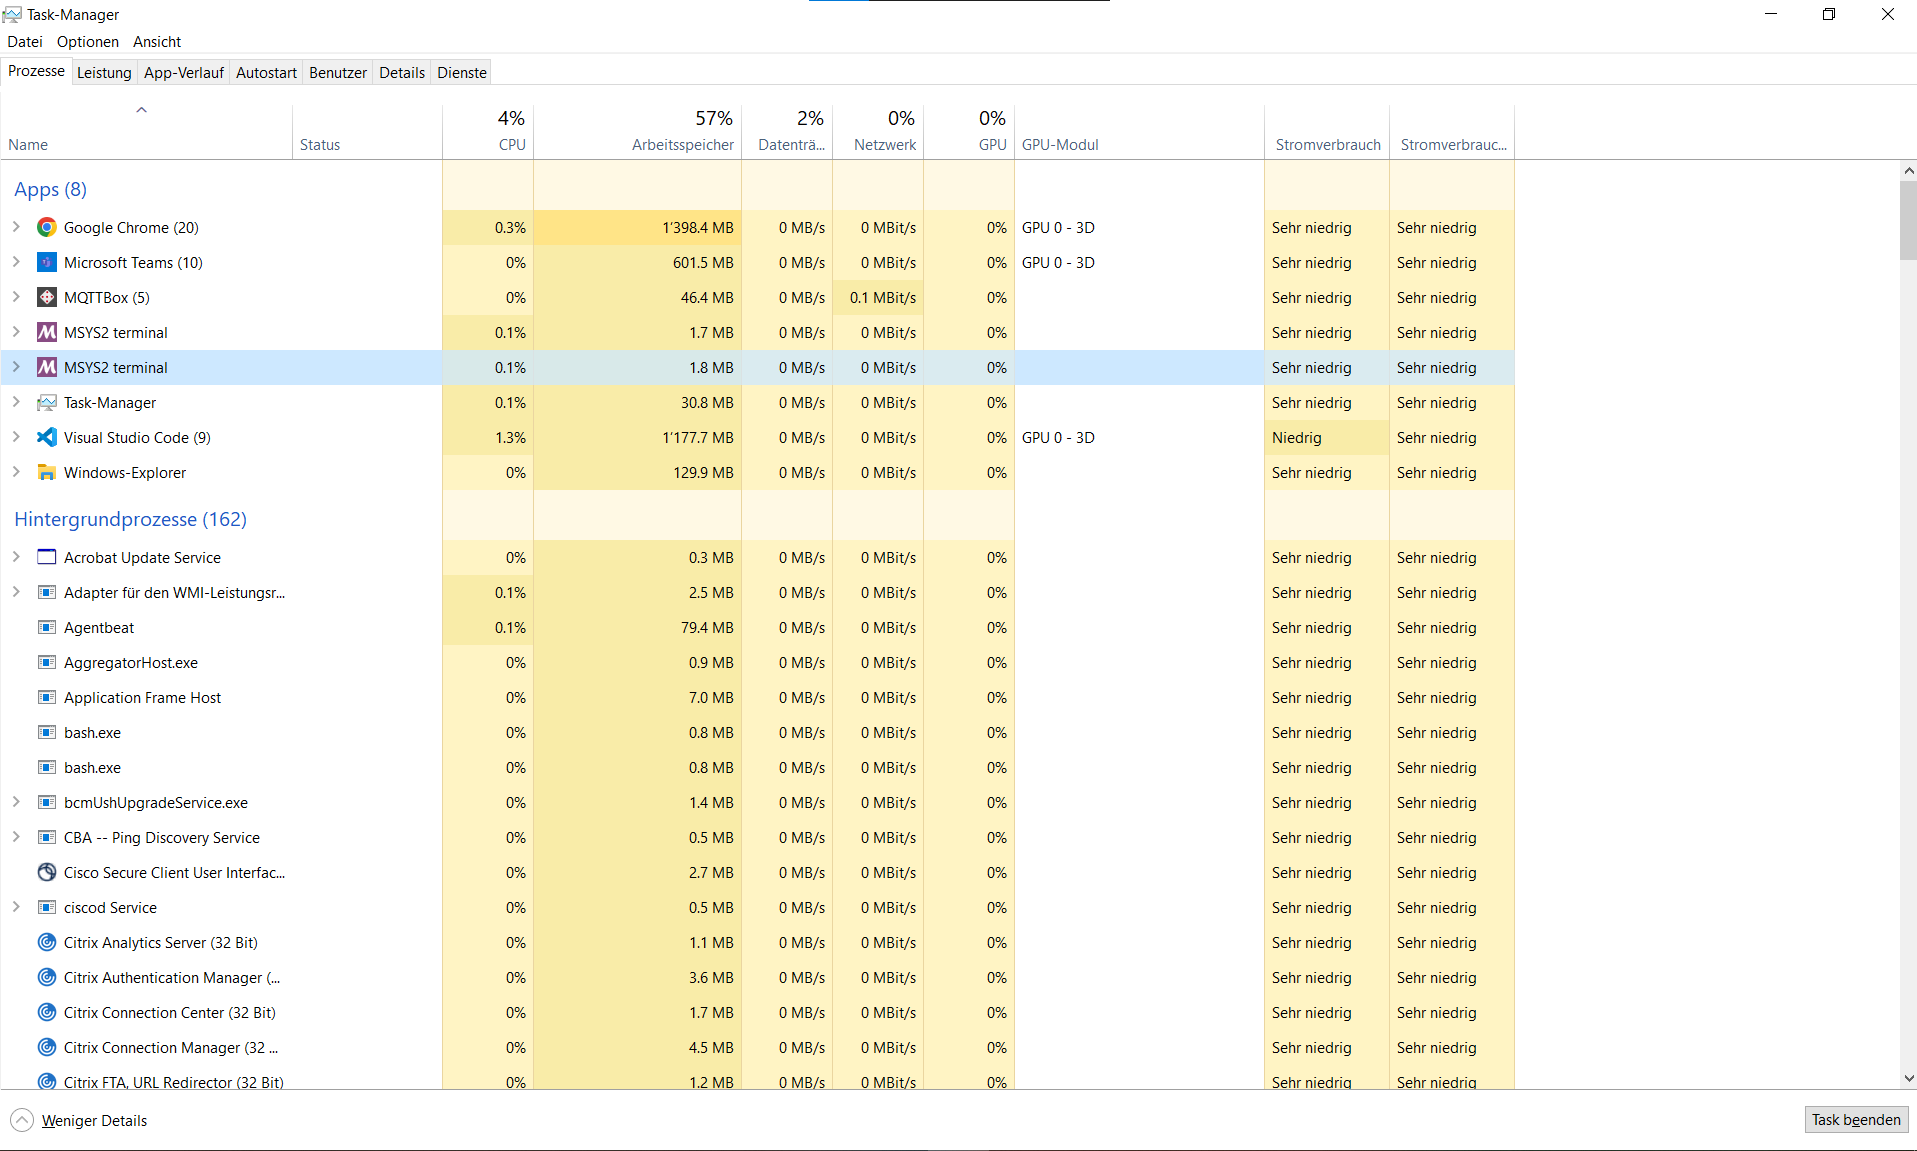 Task-Manager
Datei Optionen Ansicht
Prozesse Leistung App-Verlauf Autostart Benutzer Details Dienste
4% 57% 2% 0% 0%
Name Status CPU Arbeitsspeicher Datenträ... Netzwerk GPU GPU-Modul Stromverbrauch Stromverbrauc...
Apps (8)
Google Chrome (20) 0.3% 1'398.4 MB 0 MB/s 0 MBit/s 0% GPU 0 - 3D Sehr niedrig Sehr niedrig
Microsoft Teams (10) 0% 601.5 MB 0 MB/s 0 MBit/s 0% GPU 0 - 3D Sehr niedrig Sehr niedrig
MQTTBox (5) 0% 46.4 MB 0 MB/s 0.1 MBit/s 0% Sehr niedrig Sehr niedrig
MSYS2 terminal 0.1% 1.7 MB 0 MB/s 0 MBit/s 0% Sehr niedrig Sehr niedrig
MSYS2 terminal 0.1% 1.8 MB 0 MB/s 0 MBit/s 0% Sehr niedrig Sehr niedrig
Task-Manager 0.1% 30.8 MB 0 MB/s 0 MBit/s 0% Sehr niedrig Sehr niedrig
Visual Studio Code (9) 1.3% 1'177.7 MB 0 MB/s 0 MBit/s 0% GPU 0 - 3D Niedrig Sehr niedrig
Windows-Explorer 0% 129.9 MB 0 MB/s 0 MBit/s 0% Sehr niedrig Sehr niedrig
Hintergrundprozesse (162)
Acrobat Update Service 0% 0.3 MB 0 MB/s 0 MBit/s 0% Sehr niedrig Sehr niedrig
Adapter für den WMI-Leistungsr... 0.1% 2.5 MB 0 MB/s 0 MBit/s 0% Sehr niedrig Sehr niedrig
Agentbeat 0.1% 79.4 MB 0 MB/s 0 MBit/s 0% Sehr niedrig Sehr niedrig
AggregatorHost.exe 0% 0.9 MB 0 MB/s 0 MBit/s 0% Sehr niedrig Sehr niedrig
Application Frame Host 0% 7.0 MB 0 MB/s 0 MBit/s 0% Sehr niedrig Sehr niedrig
bash.exe 0% 0.8 MB 0 MB/s 0 MBit/s 0% Sehr niedrig Sehr niedrig
bash.exe 0% 0.8 MB 0 MB/s 0 MBit/s 0% Sehr niedrig Sehr niedrig
bcmUshUpgradeService.exe 0% 1.4 MB 0 MB/s 0 MBit/s 0% Sehr niedrig Sehr niedrig
CBA -- Ping Discovery Service 0% 0.5 MB 0 MB/s 0 MBit/s 0% Sehr niedrig Sehr niedrig
Cisco Secure Client User Interfac... 0% 2.7 MB 0 MB/s 0 MBit/s 0% Sehr niedrig Sehr niedrig
ciscod Service 0% 0.5 MB 0 MB/s 0 MBit/s 0% Sehr niedrig Sehr niedrig
Citrix Analytics Server (32 Bit) 0% 1.1 MB 0 MB/s 0 MBit/s 0% Sehr niedrig Sehr niedrig
Citrix Authentication Manager (... 0% 3.6 MB 0 MB/s 0 MBit/s 0% Sehr niedrig Sehr niedrig
Citrix Connection Center (32 Bit) 0% 1.7 MB 0 MB/s 0 MBit/s 0% Sehr niedrig Sehr niedrig
Citrix Connection Manager (32 ... 0% 4.5 MB 0 MB/s 0 MBit/s 0% Sehr niedrig Sehr niedrig
Citrix FTA, URL Redirector (32 Bit) 0% 1.2 MB 0 MB/s 0 MBit/s 0% Sehr niedrig Sehr niedrig
Weniger Details Task beenden